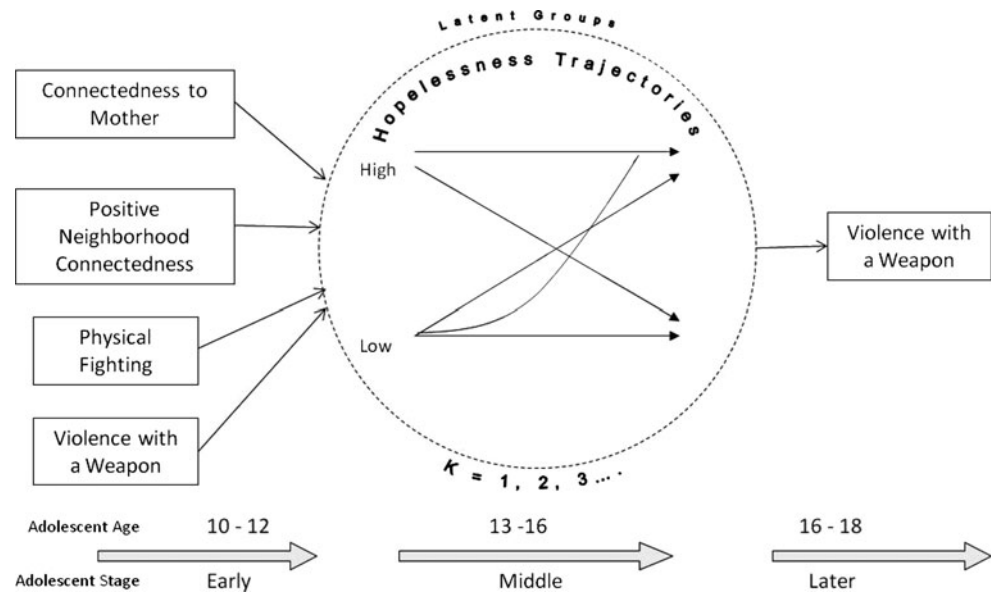 Latent Groups
Hopelessness Trajectories
Connectedness to
Mother
High
Positive
Neighborhood
Connectedness
Violence with
a Weapon
Physical
Fighting
Low
Violence with
a Weapon
K = 1, 2, 3....
Adolescent Age
10 - 12
13 -16
16 - 18
Adolescent Stage
Early
Middle
Later